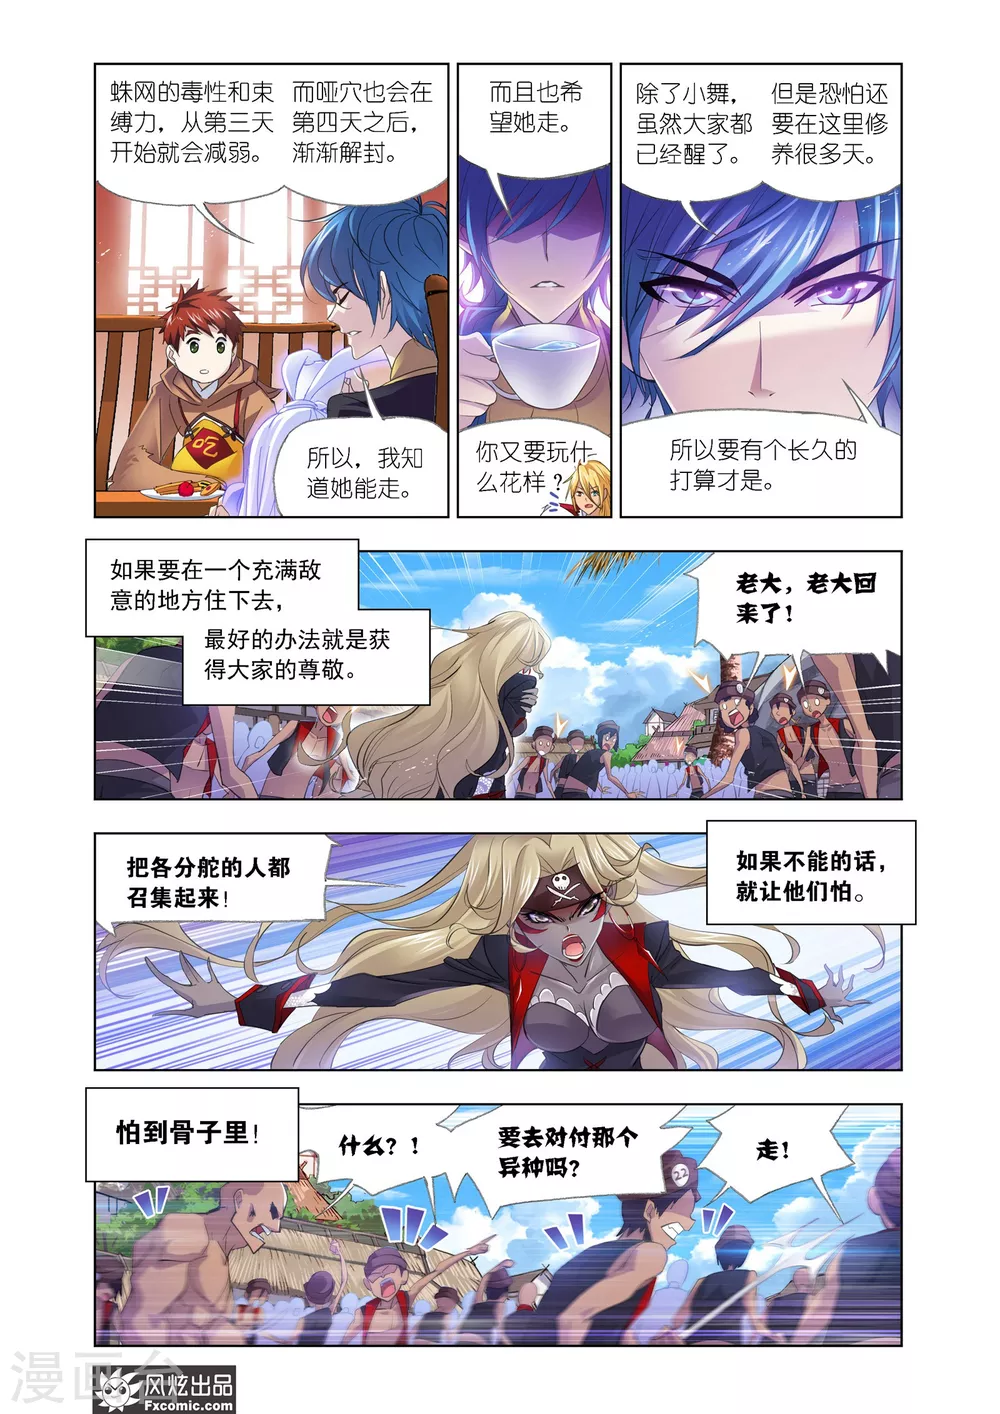 蛛网的毒性和束
缚力，从第三天
开始就会减弱。
而哑穴也会在
第四天之后，
渐渐解封。
吃
所以，我知
道她能走。
而且也希
望她走。
你又要玩什
么花样？
除了小舞，
虽然大家都
已经醒了。
但是恐怕还
要在这里修
养很多天。
所以要有个长久的
打算才是。
如果要在一个充满敌
意的地方住下去，
最好的办法就是获
得大家的尊敬。
老大，老大回
来了！
把各分舵的人都
召集起来！
如果不能的话，
就让他们怕。
怕到骨子里！
什么？！
要去对付那个
异种吗？
22
走！
漫画台
风炫出品
Fxcomic.com